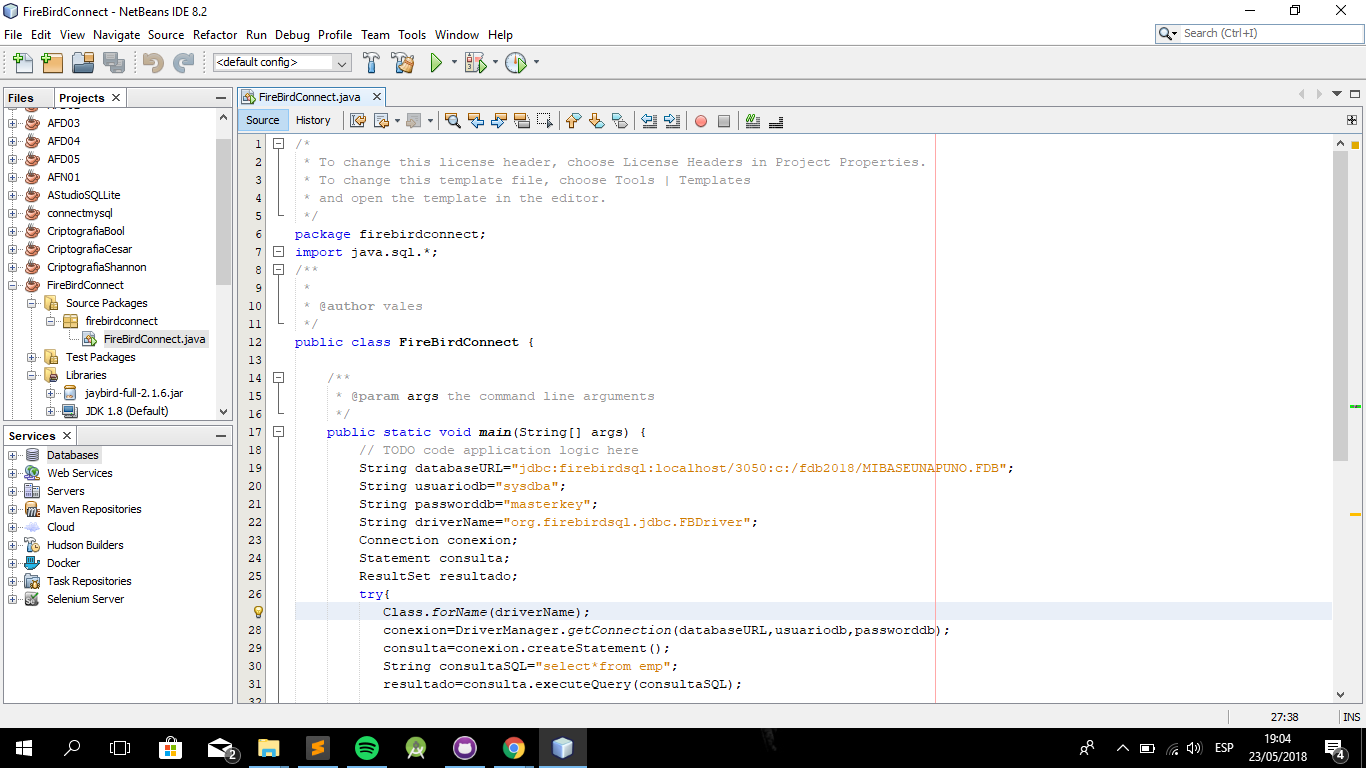 FireBirdConnect - NetBeans IDE 8.2
File Edit View Navigate Source Refactor Run Debug Profile Team Tools Window Help
Search (Ctrl+I)
<default config>
Files Projects
AFD03
AFD04
AFD05
AFN01
AStudioSQLLite
connectmysql
CriptografiaBool
CriptografiaCesar
CriptografiaShannon
FireBirdConnect
Source Packages
firebirdconnect
FireBirdConnect.java
Test Packages
Libraries
jaybird-full-2.1.6.jar
JDK 1.8 (Default)
Services
Databases
Web Services
Servers
Maven Repositories
Cloud
Hudson Builders
Docker
Task Repositories
Selenium Server
FireBirdConnect.java
Source History
1 /*
2 * To change this license header, choose License Headers in Project Properties.
3 * To change this template file, choose Tools | Templates
4 * and open the template in the editor.
5 */
6 package firebirdconnect;
7 import java.sql.*;
8 /**
9 *
10 * @author vales
11 */
12 public class FireBirdConnect {
13
14 /**
15 * @param args the command line arguments
16 */
17 public static void main(String[] args) {
18 // TODO code application logic here
19 String databaseURL="jdbc:firebirdsql:localhost/3050:c:/fdb2018/MIBASEUNAPUNO.FDB";
20 String usuariodb="sysdba";
21 String passworddb="masterkey";
22 String driverName="org.firebirdsql.jdbc.FBDriver";
23 Connection conexion;
24 Statement consulta;
25 ResultSet resultado;
26 try{
Class.forName(driverName);
28 conexion=DriverManager.getConnection(databaseURL,usuariodb,passworddb);
29 consulta=conexion.createStatement();
30 String consultaSQL="select*from emp";
31 resultado=consulta.executeQuery(consultaSQL);
32
27:38 INS
2
ESP
19:04
23/05/2018
4